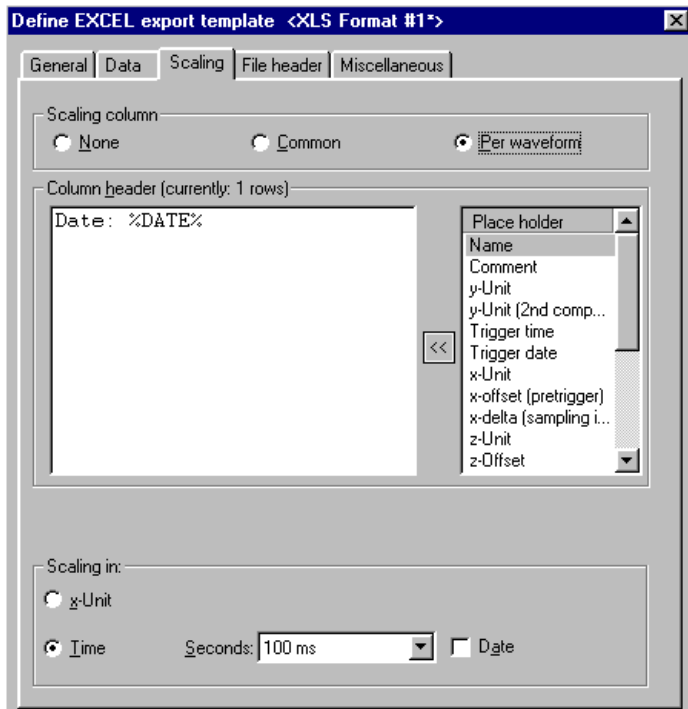 Define EXCEL export template <XLS Format #1*>
General Data Scaling File header Miscellaneous
Scaling column
None Common Per waveform
Column header (currently: 1 rows)
Date: %DATE%
Place holder
Name
Comment
y-Unit
y-Unit (2nd comp...
Trigger time
Trigger date
<<
x-Unit
x-offset (pretrigger)
x-delta (sampling i...
z-Unit
z-Offset
Scaling in:
x-Unit
Time Seconds: 100 ms Date